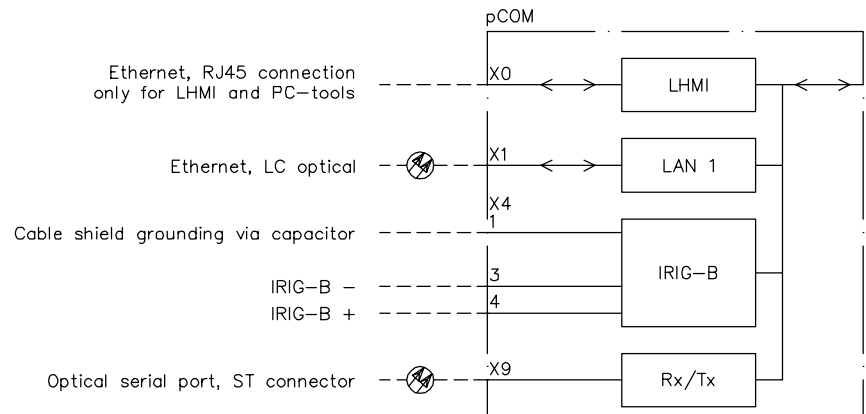 pCOM
Ethernet, RJ45 connection
only for LHMI and PC-tools
X0
LHMI
Ethernet, LC optical
X1
LAN 1
X4
Cable shield grounding via capacitor
1
IRIG-B
IRIG-B -
3
IRIG-B +
4
Optical serial port, ST connector
X9
Rx/Tx